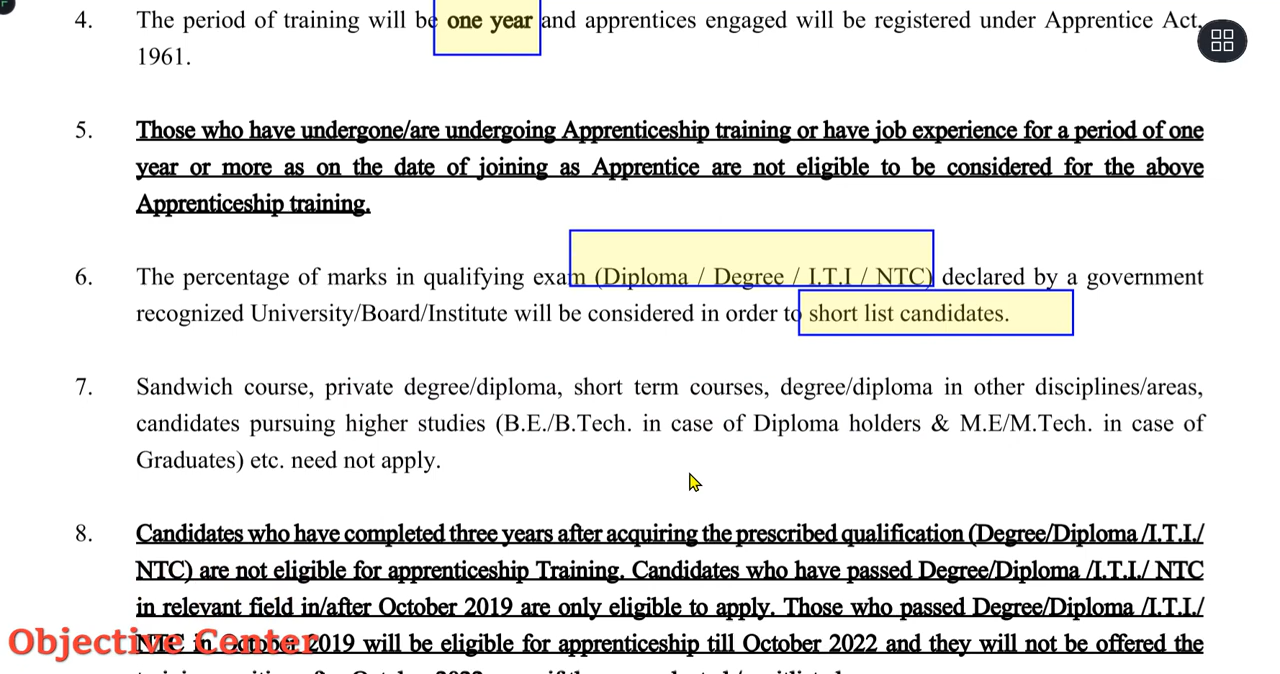 4. The period of training will be one year and apprentices engaged will be registered under Apprentice Act,
1961.
5. Those who have undergone/are undergoing Apprenticeship training or have job experience for a period of one
year or more as on the date of joining as Apprentice are not eligible to be considered for the above
Apprenticeship training.
6. The percentage of marks in qualifying exam (Diploma / Degree / I.T.I / NTC) declared by a government
recognized University/Board/Institute will be considered in order to short list candidates.
7. Sandwich course, private degree/diploma, short term courses, degree/diploma in other disciplines/areas,
candidates pursuing higher studies (B.E./B.Tech. in case of Diploma holders & M.E/M.Tech. in case of
Graduates) etc. need not apply.
8. Candidates who have completed three years after acquiring the prescribed qualification (Degree/Diploma /I.T.I./
NTC) are not eligible for apprenticeship Training. Candidates who have passed Degree/Diploma /I.T.I./ NTC
in relevant field in/after October 2019 are only eligible to apply. Those who passed Degree/Diploma /I.T.I./
NTC in October 2019 will be eligible for apprenticeship till October 2022 and they will not be offered the
Objective Center